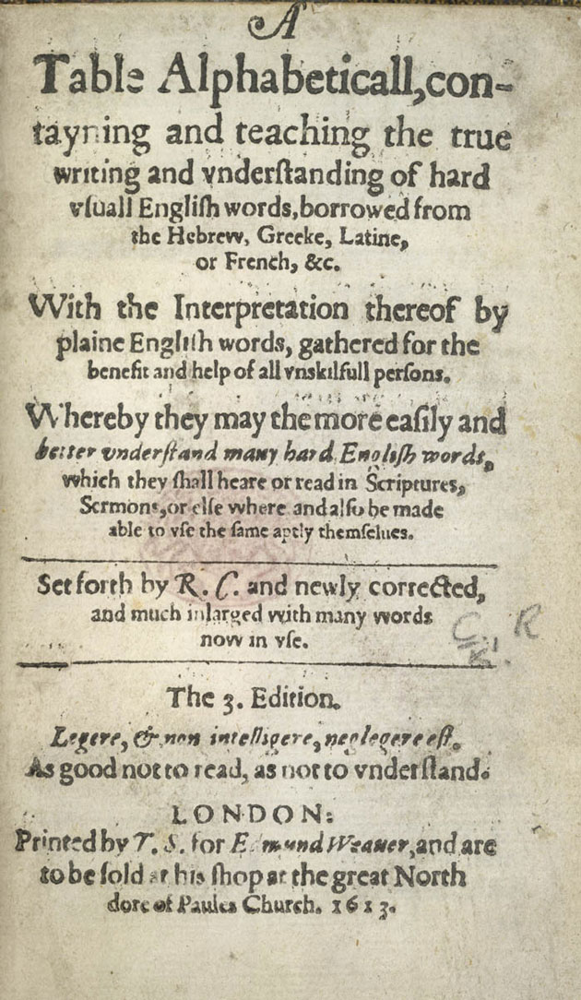 A
Table Alphabeticall, con-
tayning and teaching the true
writing and vnderſtanding of hard
vſuall Engliſh words, borrowed from
the Hebrew, Greeke, Latine,
or French, &c.
With the Interpretation thereof by
plaine Engliſh words, gathered for the
benefit and help of all vnskilfull perſons.
Whereby they may the more eaſily and
better vnderſtand many hard Engliſh words,
which they ſhall heare or read in Scriptures,
Sermons, or elſe where and alſo be made
able to vſe the ſame aptly themſelues.
Set forth by R. C. and newly corrected,
and much inlarged with many words
now in vſe.
C. R
The 3. Edition.
Legere, & non intelligere, neglegere eſt.
As good not to read, as not to vnderſtand.
LONDON:
Printed by T. S. for Edmund Weauer, and are
to be ſold at his ſhop at the great North
dore of Paules Church. 1613.